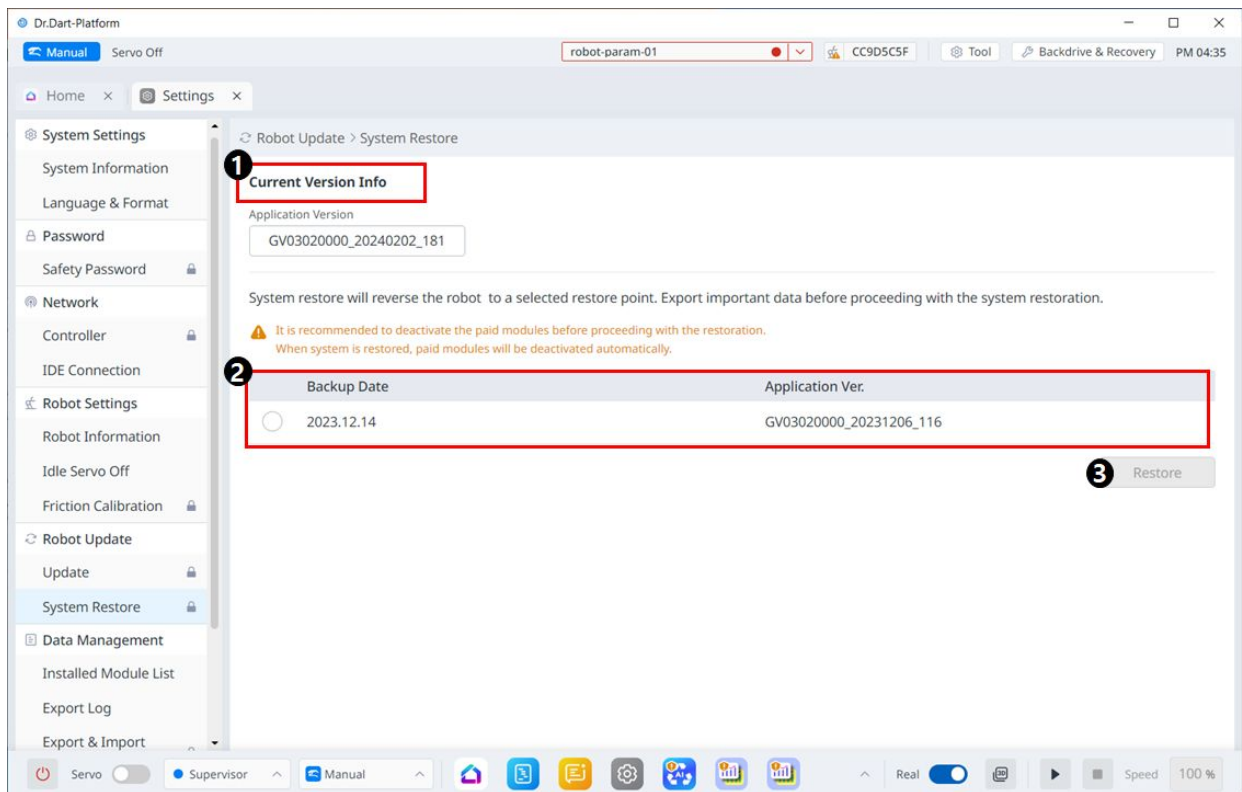 Dr.Dart-Platform
Manual Servo Off robot-param-01 CC9D5C5F Tool Backdrive & Recovery PM 04:35
Home Settings
System Settings
System Information
Language & Format
Password
Safety Password
Network
Controller
IDE Connection
Robot Settings
Robot Information
Idle Servo Off
Friction Calibration
Robot Update
Update
System Restore
Data Management
Installed Module List
Export Log
Export & Import
Robot Update > System Restore
1
Current Version Info
Application Version
GV03020000_20240202_181
System restore will reverse the robot to a selected restore point. Export important data before proceeding with the system restoration.
It is recommended to deactivate the paid modules before proceeding with the restoration.
When system is restored, paid modules will be deactivated automatically.
2
Backup Date Application Ver.
2023.12.14 GV03020000_20231206_116
3 Restore
Servo Supervisor Manual AI Real 3D Speed 100 %